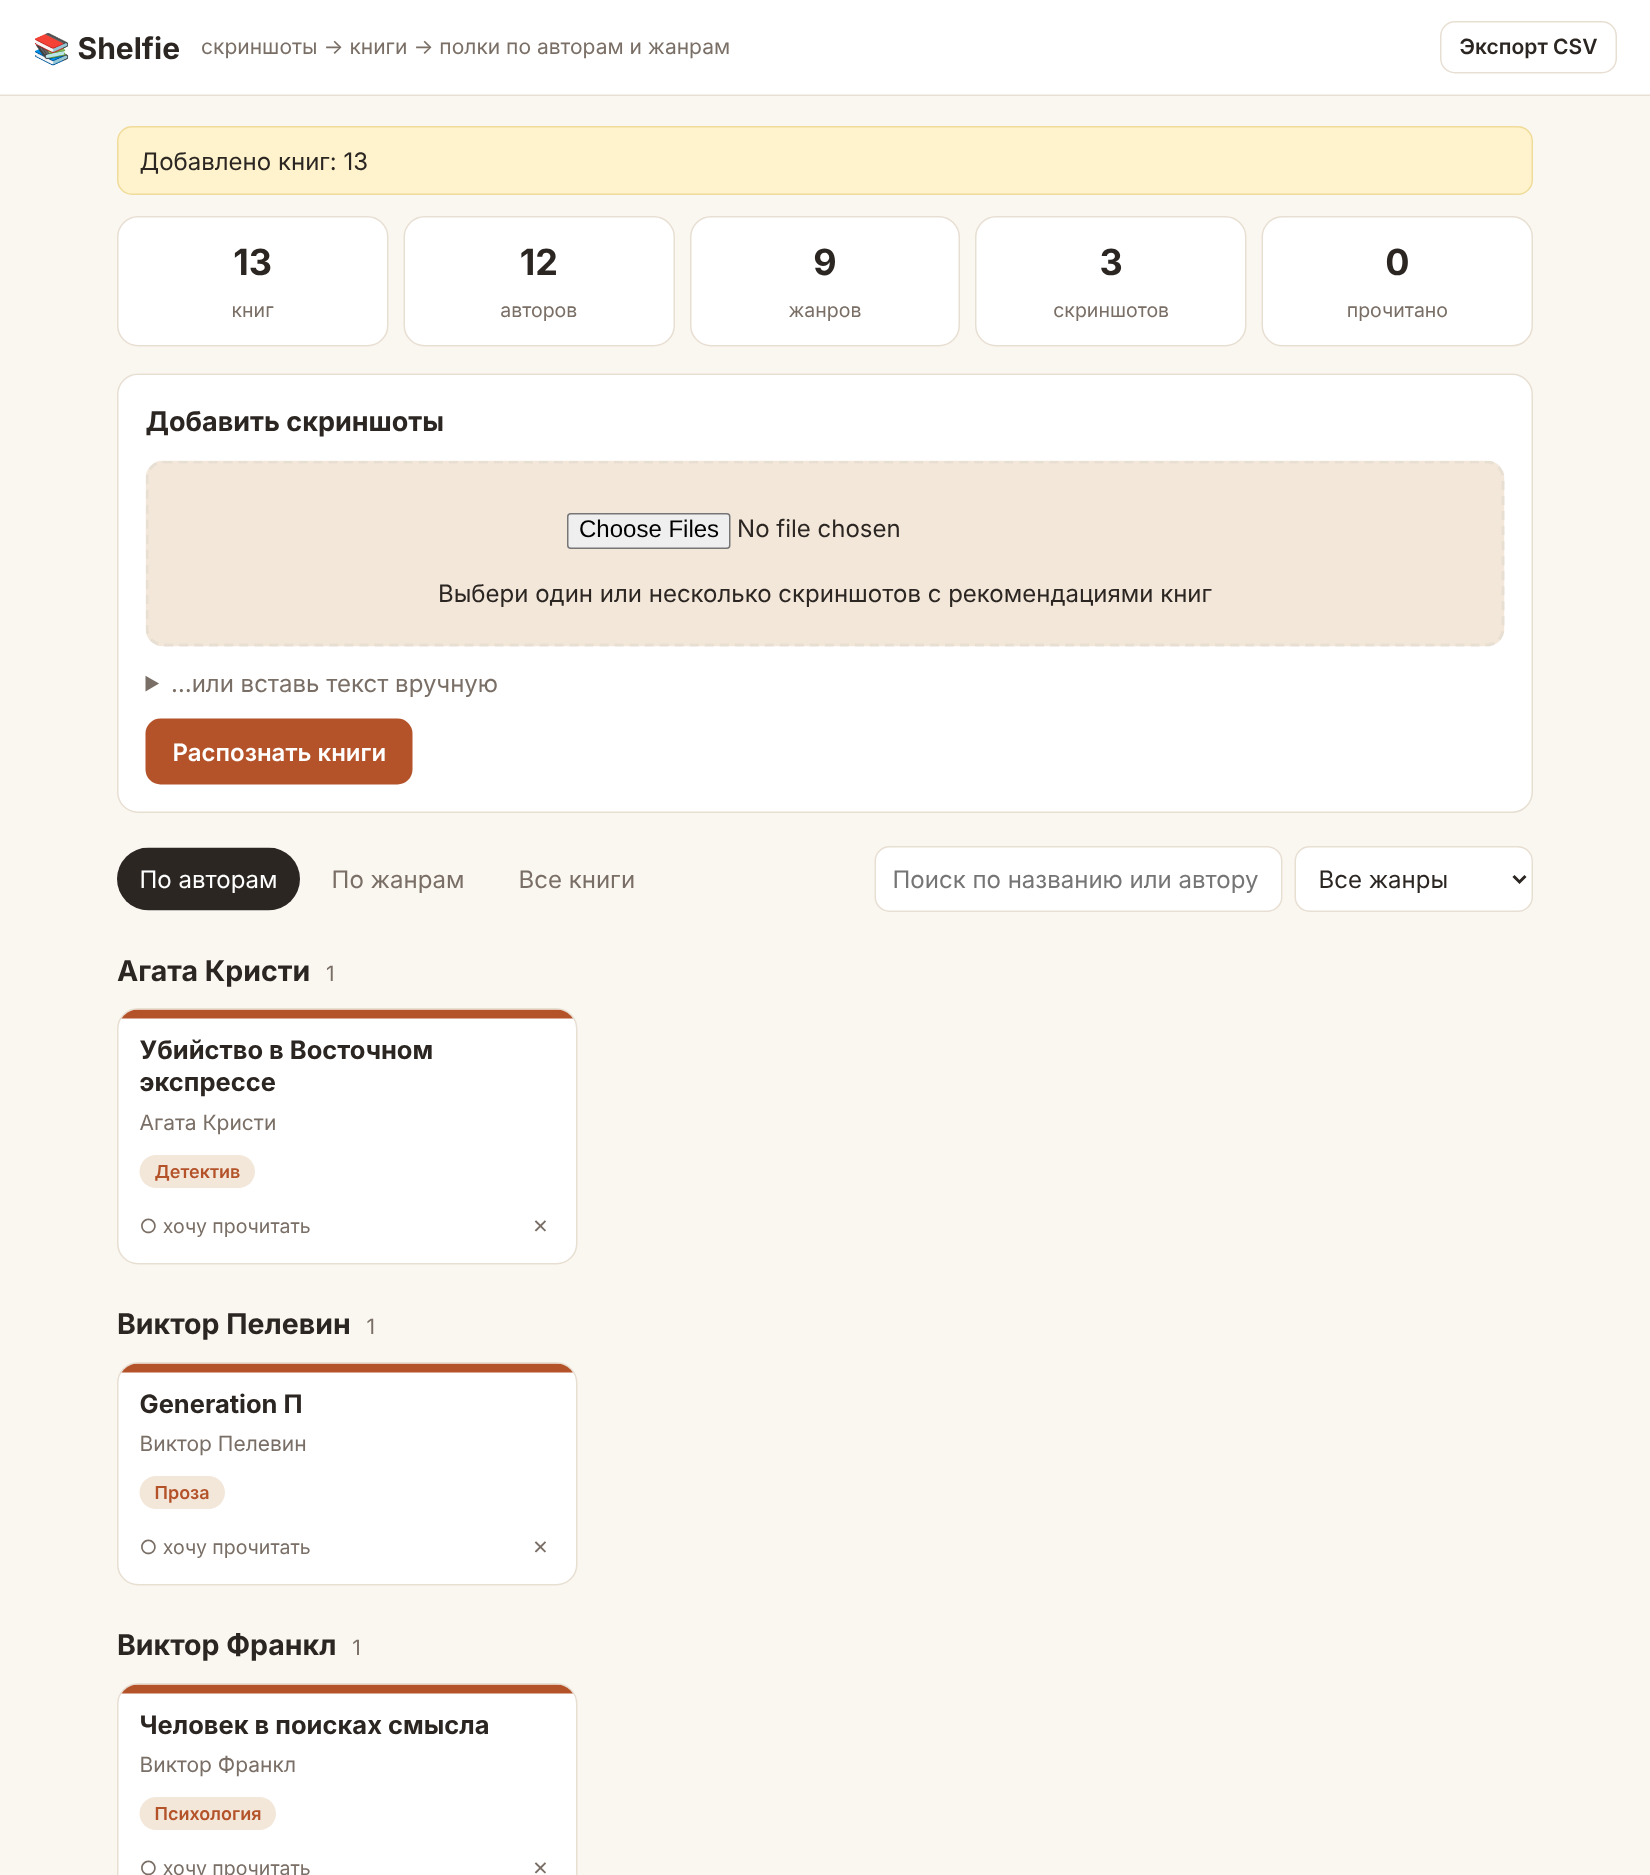 Shelfie
скриншоты → книги → полки по авторам и жанрам
Экспорт CSV
Добавлено книг: 13
13
книг
12
авторов
9
жанров
3
скриншотов
0
прочитано
Добавить скриншоты
Choose Files No file chosen
Выбери один или несколько скриншотов с рекомендациями книг
▶ ...или вставь текст вручную
Распознать книги
По авторам
По жанрам
Все книги
Поиск по названию или автору
Все жанры
Агата Кристи 1
Убийство в Восточном
экспрессе
Агата Кристи
Детектив
○ хочу прочитать ✕
Виктор Пелевин 1
Generation П
Виктор Пелевин
Проза
○ хочу прочитать ✕
Виктор Франкл 1
Человек в поисках смысла
Виктор Франкл
Психология
○ хочу прочитать ✕